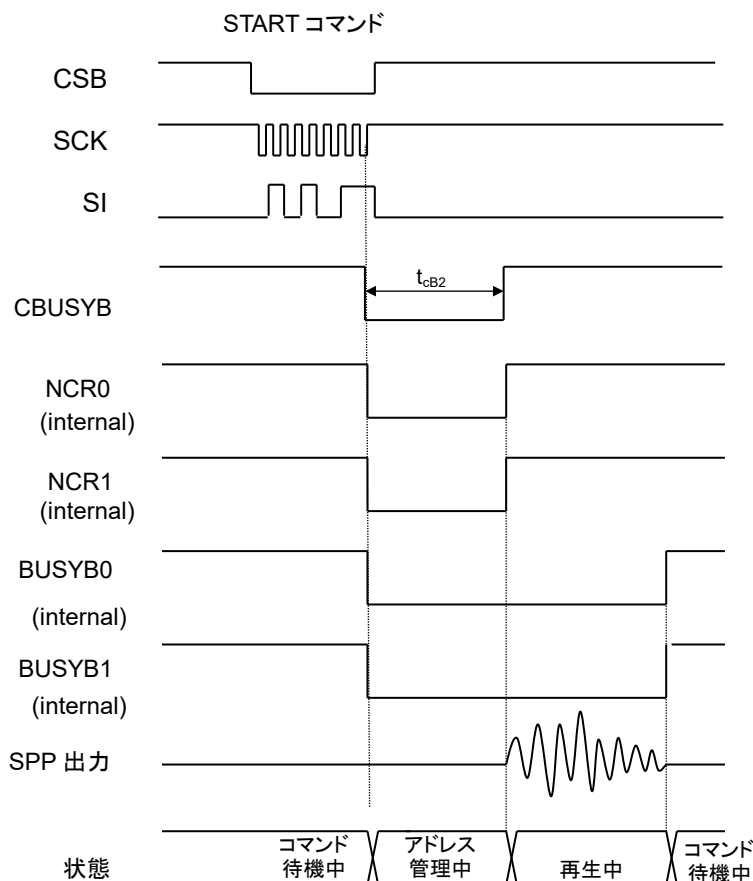 START コマンド
CSB
SCK
SI
CBUSYB
tcB2
NCR0
(internal)
NCR1
(internal)
BUSYB0
(internal)
BUSYB1
(internal)
SPP 出力
状態
コマンド
待機中
アドレス
管理中
再生中
コマンド
待機中